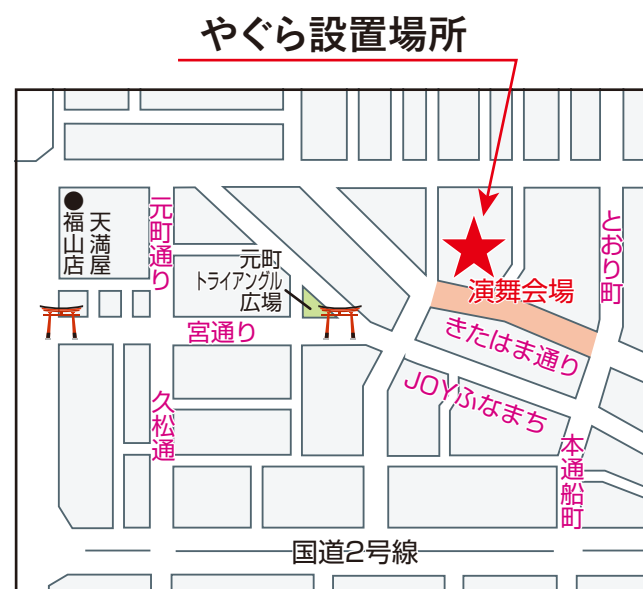 やぐら設置場所
天満屋
福山店
元町通り
とおり町
元町
トライアングル
広場
演舞会場
宮通り
きたはま通り
JOYふなまち
久松通
本通船町
国道2号線